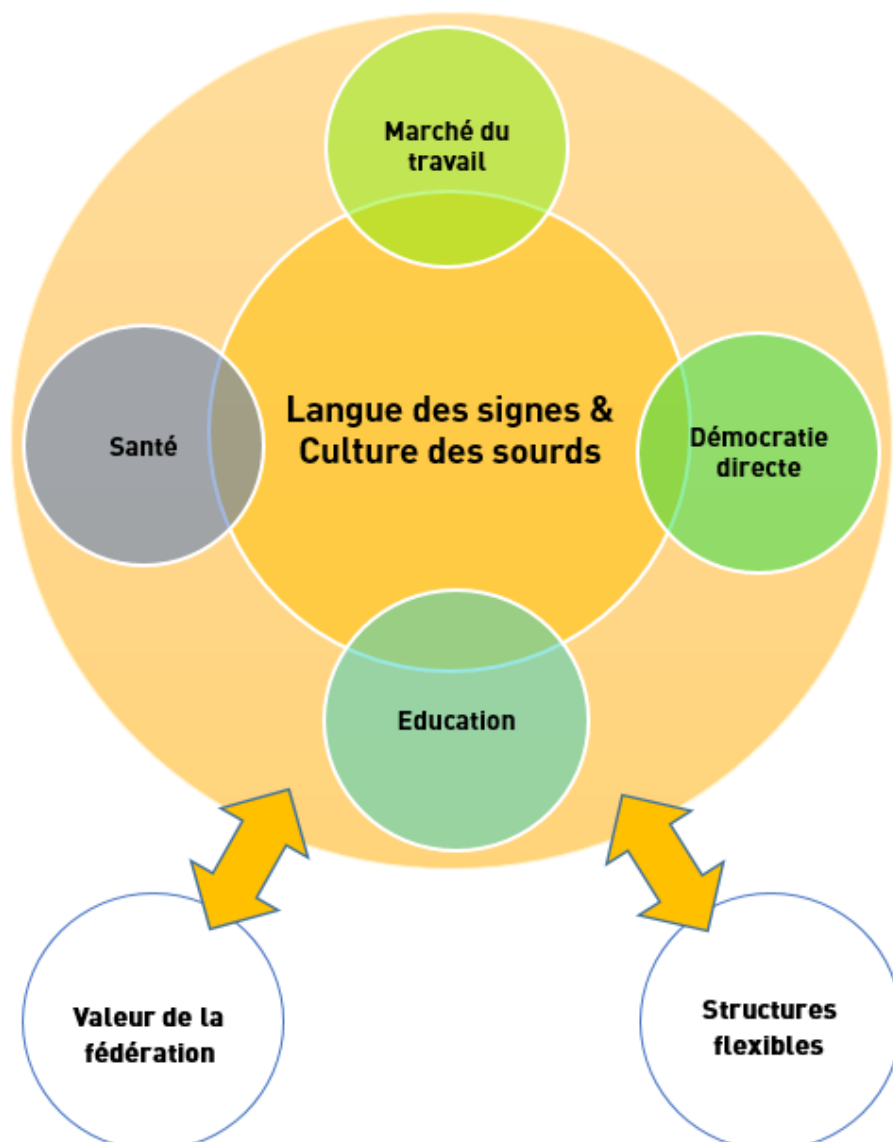 Marché du
travail
Langue des signes &
Culture des sourds
Santé
Démocratie
directe
Education
Valeur de la
fédération
Structures
flexibles